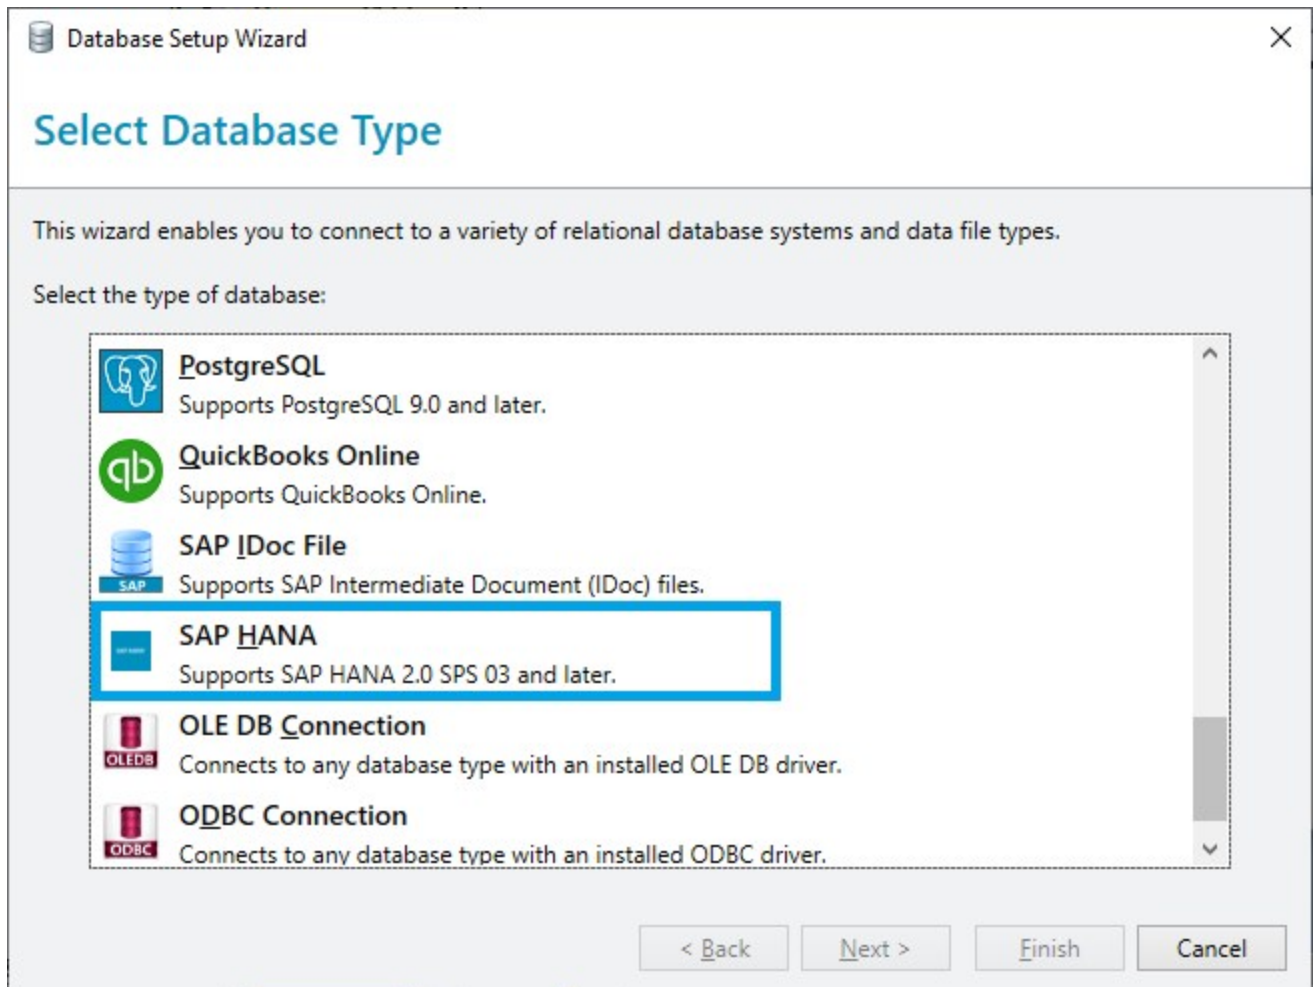 Database Setup Wizard
Select Database Type
This wizard enables you to connect to a variety of relational database systems and data file types.
Select the type of database:
PostgreSQL
Supports PostgreSQL 9.0 and later.
qb
QuickBooks Online
Supports QuickBooks Online.
SAP IDoc File
SAP
Supports SAP Intermediate Document (IDoc) files.
SAP HANA
SAP HANA
Supports SAP HANA 2.0 SPS 03 and later.
OLE DB Connection
OLEDB
Connects to any database type with an installed OLE DB driver.
ODBC Connection
ODBC
Connects to any database type with an installed ODBC driver.
< Back
Next >
Finish
Cancel